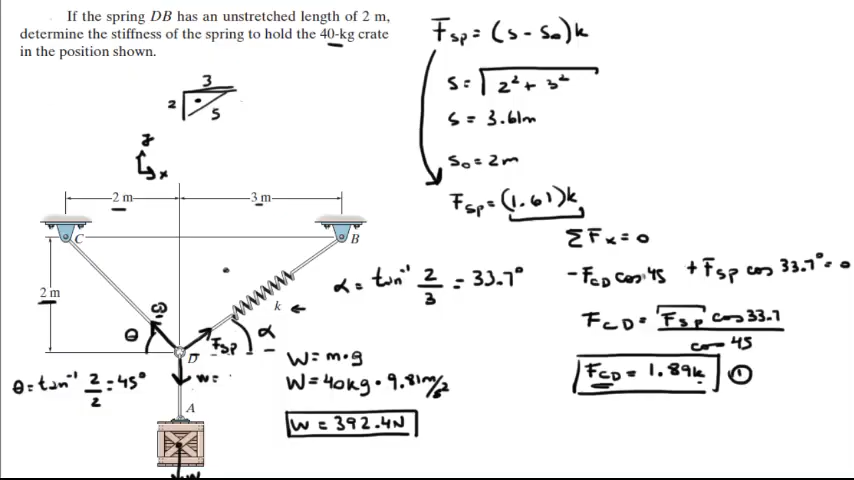 If the spring DB has an unstretched length of 2 m,
determine the stiffness of the spring to hold the 40-kg crate
in the position shown.
3
2
S
z
x
2 m
3 m
C
B
2 m
k
θ
D
Fsp
α
W=
A
W
θ = tan⁻¹ 2/2 = 45°
α = tan⁻¹ 2/3 = 33.7°
W = m·g
W = 40kg · 9.81m/s²
W = 392.4N
Fsp = (s - s₀)k
s = √2² + 3²
s = 3.61m
s₀ = 2m
Fsp = (1.61)k
ΣFx = 0
-FCD cos 45 + Fsp cos 33.7° = 0
FCD = Fsp cos 33.7 / cos 45
FCD = 1.89k ①